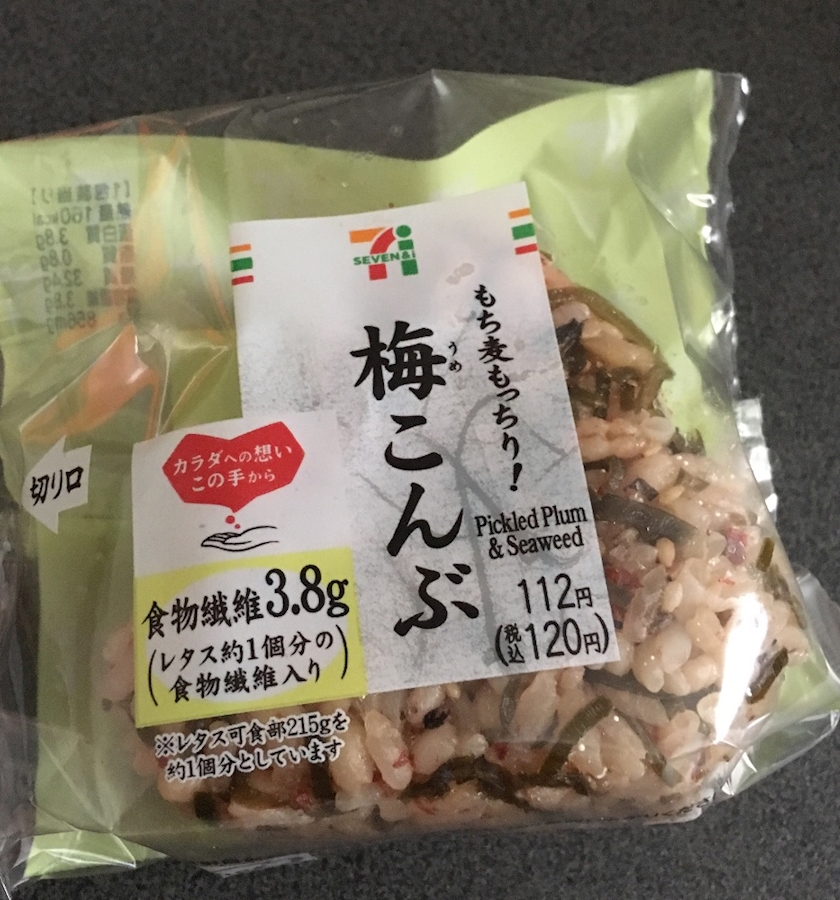 SEVEN&i
もち麦もっちり！
梅こんぶ
うめ
Pickled Plum
& Seaweed
112円
(税込120円)
カラダへの想い
この手から
切り口
食物繊維3.8g
(レタス約1個分の
食物繊維入り)
※レタス可食部215gを
約1個分としています